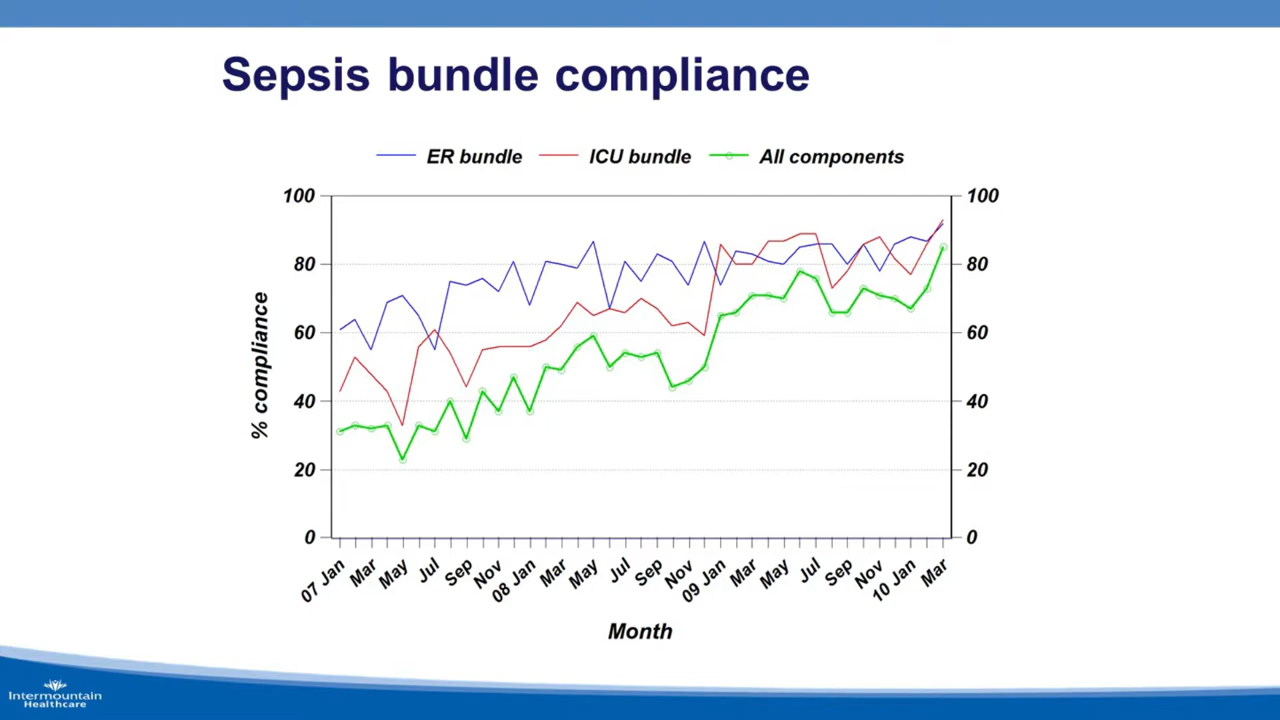 Sepsis bundle compliance
ER bundle ICU bundle All components
100 100
80 80
60 60
40 40
20 20
0 0
% compliance
07 Jan Mar May Jul Sep Nov 08 Jan Mar May Jul Sep Nov 09 Jan Mar May Jul Sep Nov 10 Jan Mar
Month
Intermountain
Healthcare